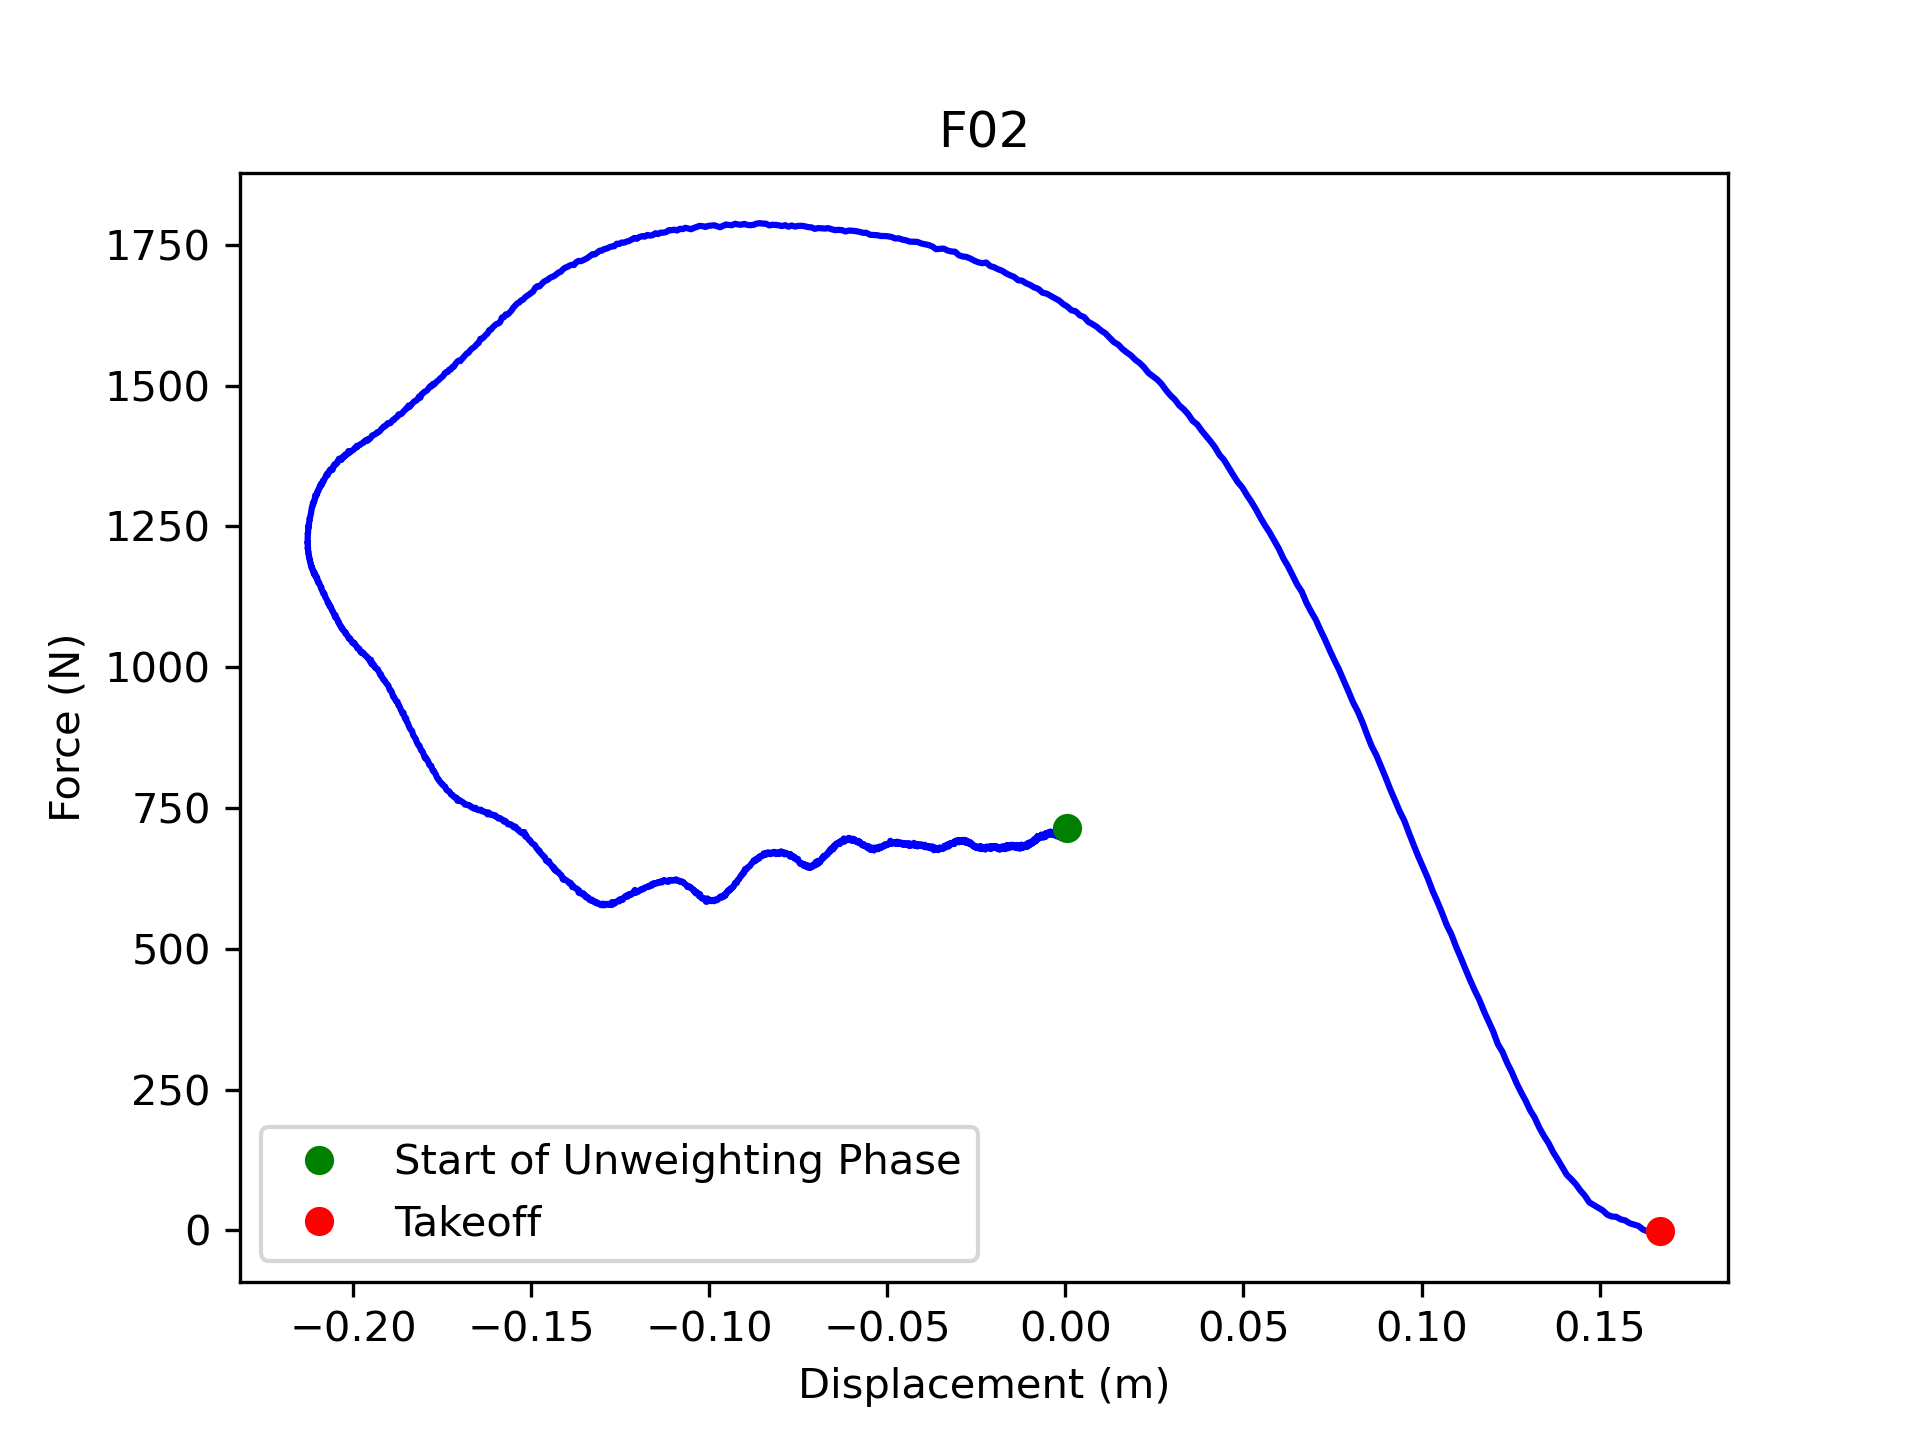 F02
1750
1500
1250
1000
750
500
250
0
Force (N)
Start of Unweighting Phase
Takeoff
−0.20 −0.15 −0.10 −0.05 0.00 0.05 0.10 0.15
Displacement (m)